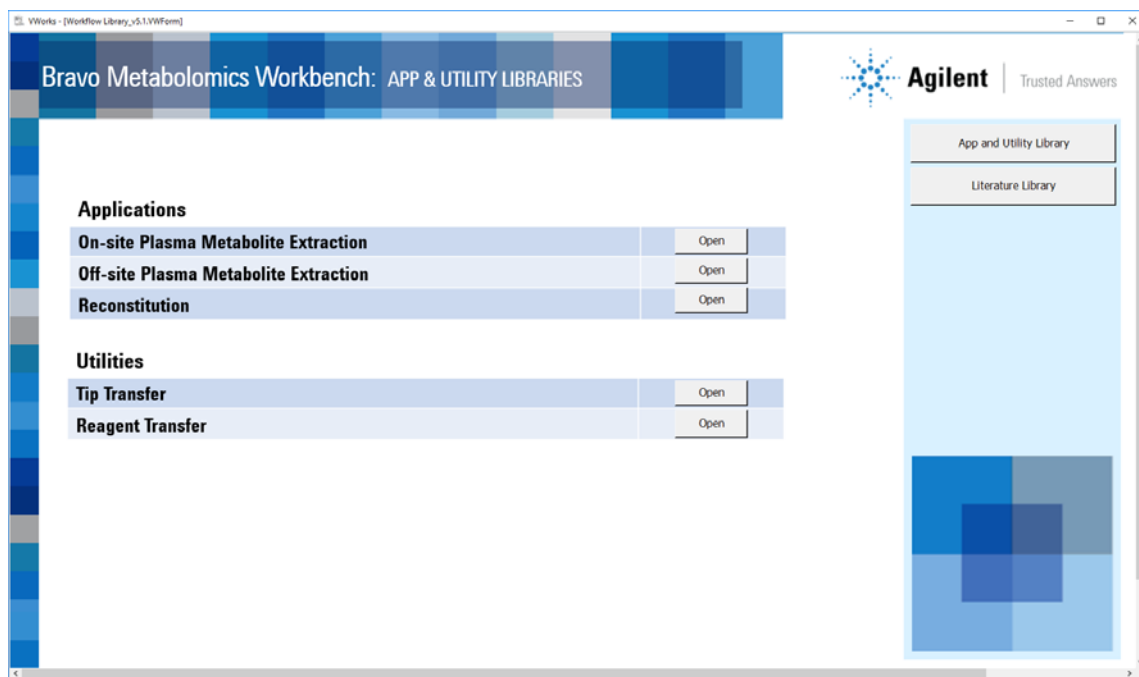 VWorks - [Workflow Library_v5.1.VWForm]
Bravo Metabolomics Workbench: APP & UTILITY LIBRARIES
Agilent | Trusted Answers
App and Utility Library
Literature Library
Applications
On-site Plasma Metabolite Extraction Open
Off-site Plasma Metabolite Extraction Open
Reconstitution Open
Utilities
Tip Transfer Open
Reagent Transfer Open